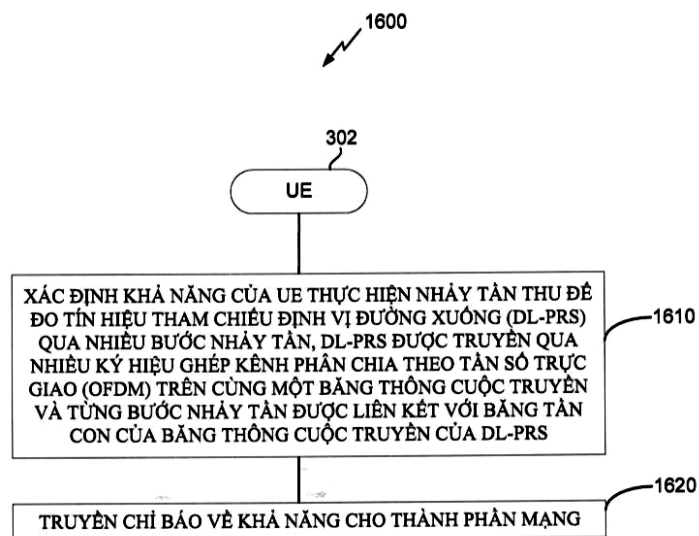 1600
302
UE
XÁC ĐỊNH KHẢ NĂNG CỦA UE THỰC HIỆN NHẢY TẦN THU ĐỂ
ĐO TÍN HIỆU THAM CHIẾU ĐỊNH VỊ ĐƯỜNG XUỐNG (DL-PRS)
QUA NHIỀU BƯỚC NHẢY TẦN, DL-PRS ĐƯỢC TRUYỀN QUA
NHIỀU KÝ HIỆU GHÉP KÊNH PHÂN CHIA THEO TẦN SỐ TRỰC
GIAO (OFDM) TRÊN CÙNG MỘT BĂNG THÔNG CUỘC TRUYỀN
VÀ TỪNG BƯỚC NHẢY TẦN ĐƯỢC LIÊN KẾT VỚI BĂNG TẦN
CON CỦA BĂNG THÔNG CUỘC TRUYỀN CỦA DL-PRS
1610
1620
TRUYỀN CHỈ BÁO VỀ KHẢ NĂNG CHO THÀNH PHẦN MẠNG